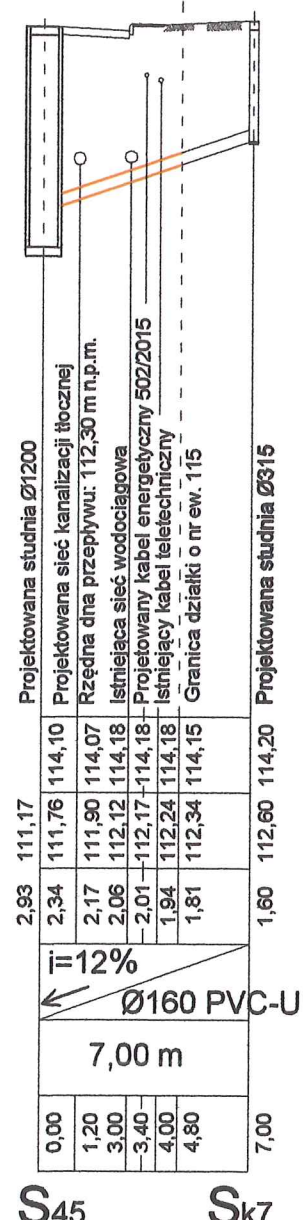 Projektowana studnia Ø1200
Projektowana sieć kanalizacji tłocznej
Rzędna dna przepływu: 112,30 m n.p.m.
Istniejąca sieć wodociągowa
Projetowany kabel energetyczny 502/2015
Istniejący kabel teletechniczny
Granica działki o nr ew. 115
Projektowana studnia Ø315
114,10
114,07
114,18
114,18
114,18
114,15
114,20
111,17
111,76
111,90
112,12
112,17
112,24
112,34
112,60
2,93
2,34
2,17
2,06
2,01
1,94
1,81
1,60
i=12%
Ø160 PVC-U
7,00 m
0,00
1,20
3,00
3,40
4,00
4,80
7,00
S45
Sk7